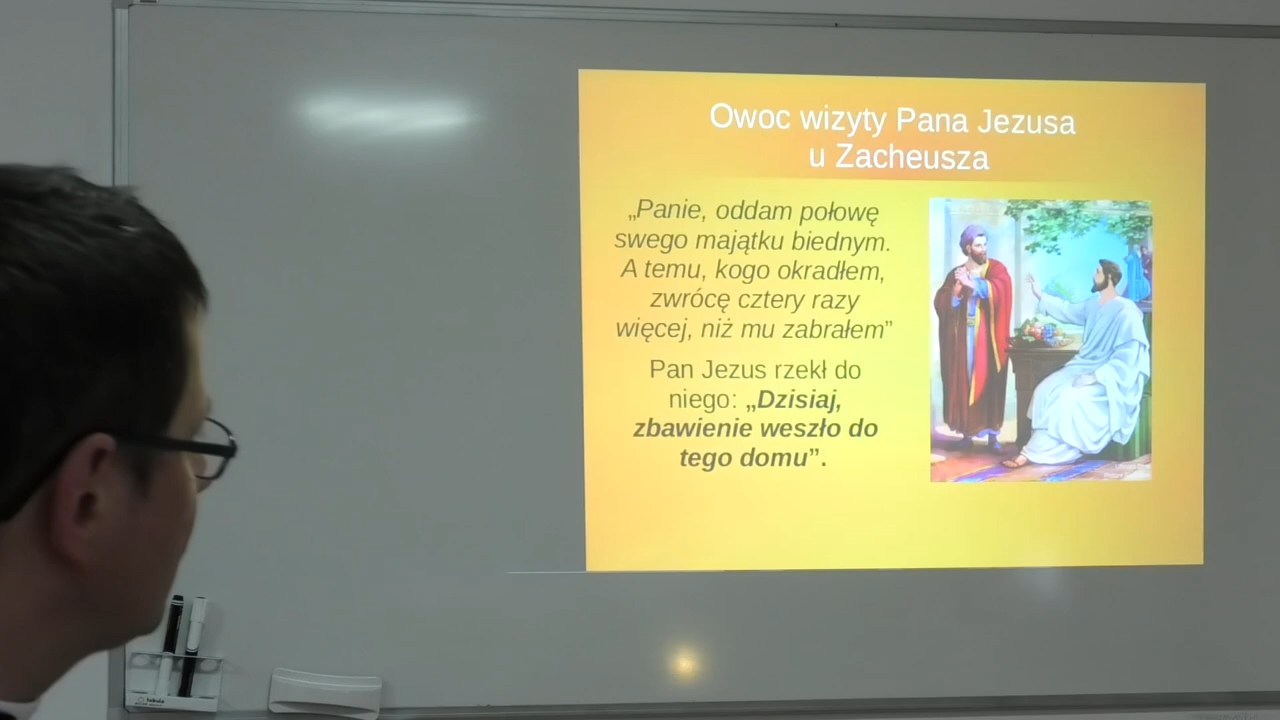 Owoc wizyty Pana Jezusa
u Zacheusza
„Panie, oddam połowę
swego majątku biednym.
A temu, kogo okradłem,
zwrócę cztery razy
więcej, niż mu zabrałem”
Pan Jezus rzekł do
niego: „Dzisiaj,
zbawienie weszło do
tego domu”.